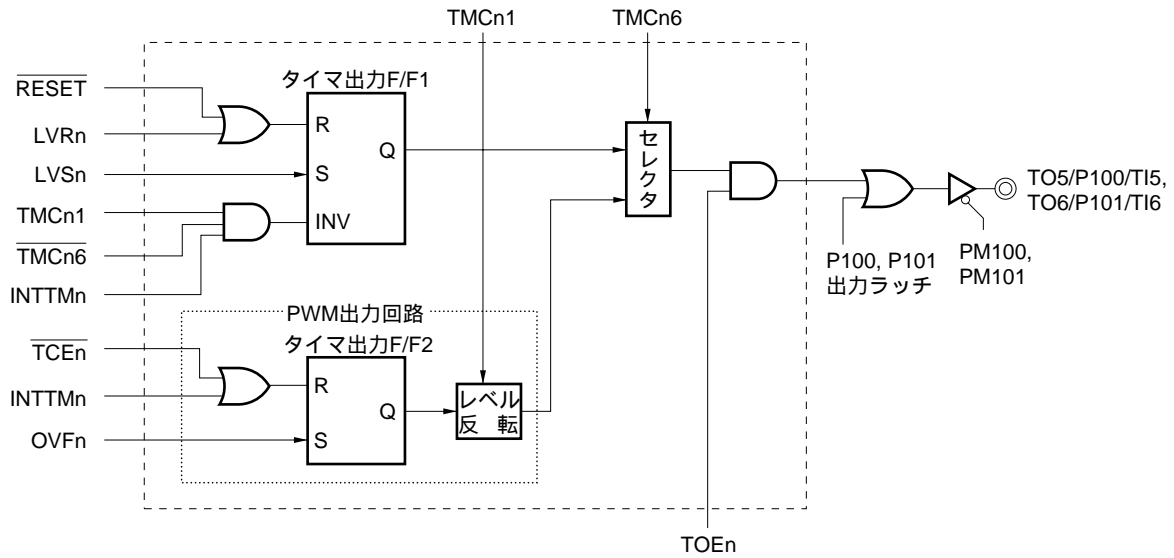 TMCn1
TMCn6
RESET
タイマ出力F/F1
LVRn
R
Q
LVSn
S
TMCn1
INV
TMCn6
INTTMn
セレクタ
TO5/P100/TI5,
TO6/P101/TI6
P100, P101
出力ラッチ
PM100,
PM101
PWM出力回路
TCEn
タイマ出力F/F2
R
INTTMn
Q
レベル
反 転
OVFn
S
TOEn